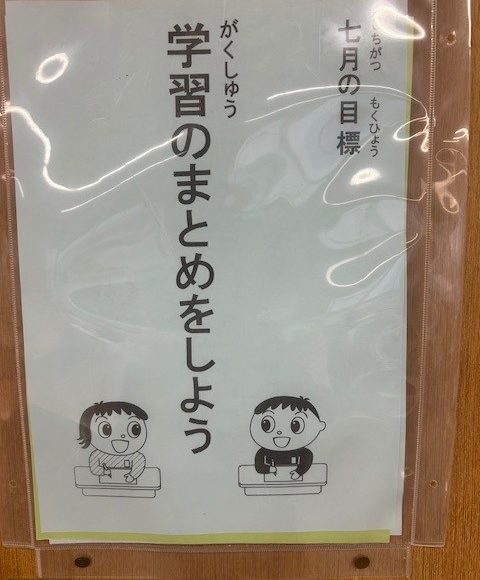 七月の目標
しちがつ もくひょう
学習のまとめをしよう
がくしゅう